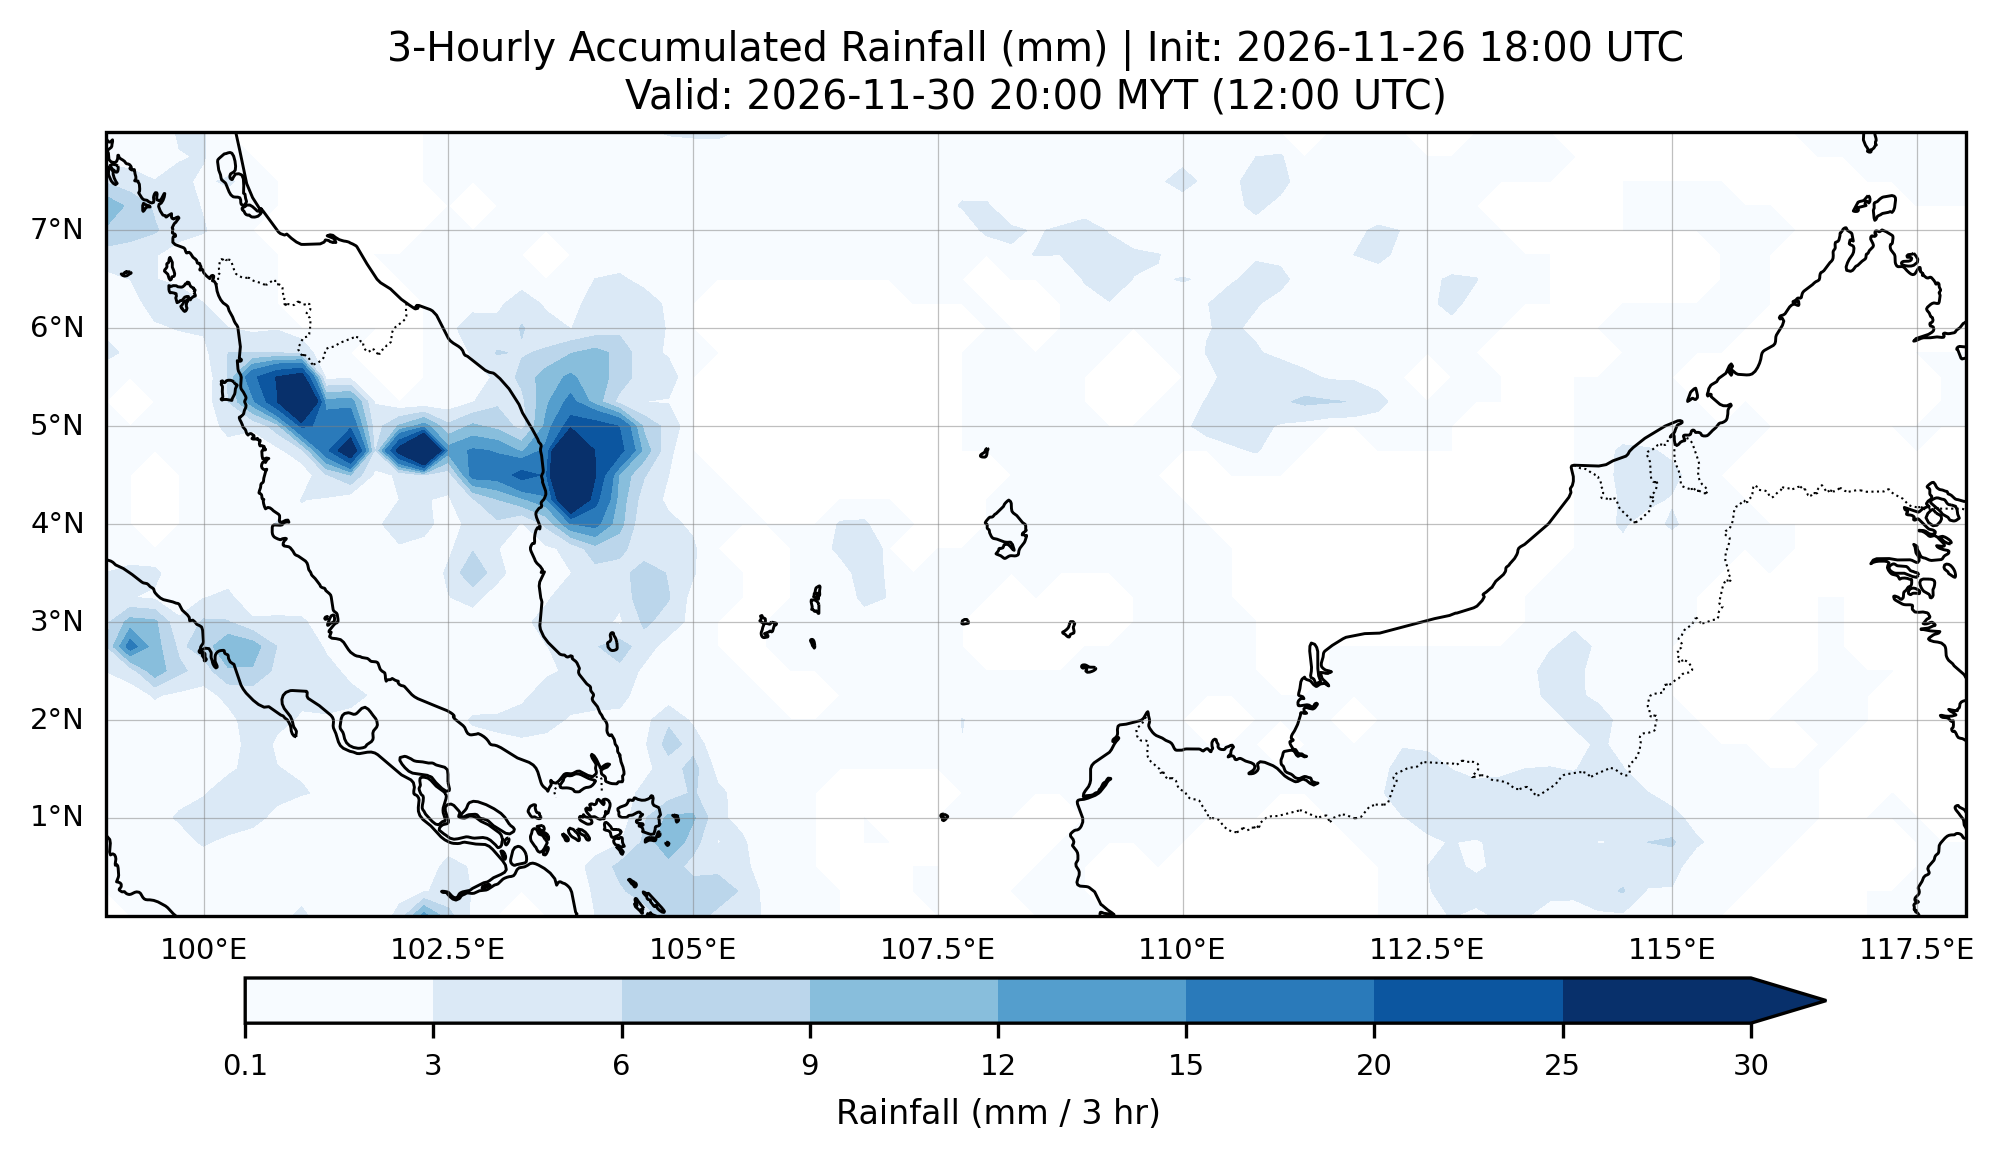 3-Hourly Accumulated Rainfall (mm) | Init: 2026-11-26 18:00 UTC
Valid: 2026-11-30 20:00 MYT (12:00 UTC)
7°N
6°N
5°N
4°N
3°N
2°N
1°N
100°E 102.5°E 105°E 107.5°E 110°E 112.5°E 115°E 117.5°E
0.1 3 6 9 12 15 20 25 30
Rainfall (mm / 3 hr)